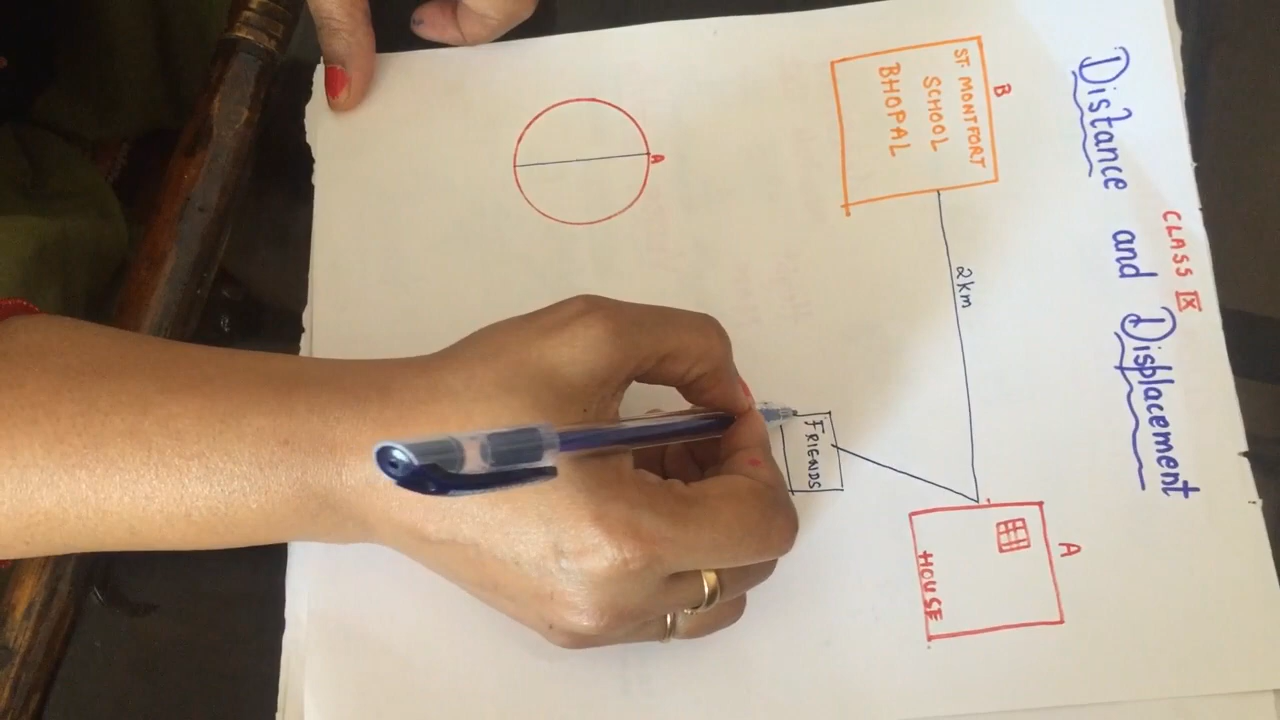 CLASS IX
Distance and Displacement
B
ST. MONTFORT
SCHOOL
BHOPAL
2km
A
HOUSE
FRIENDS
A